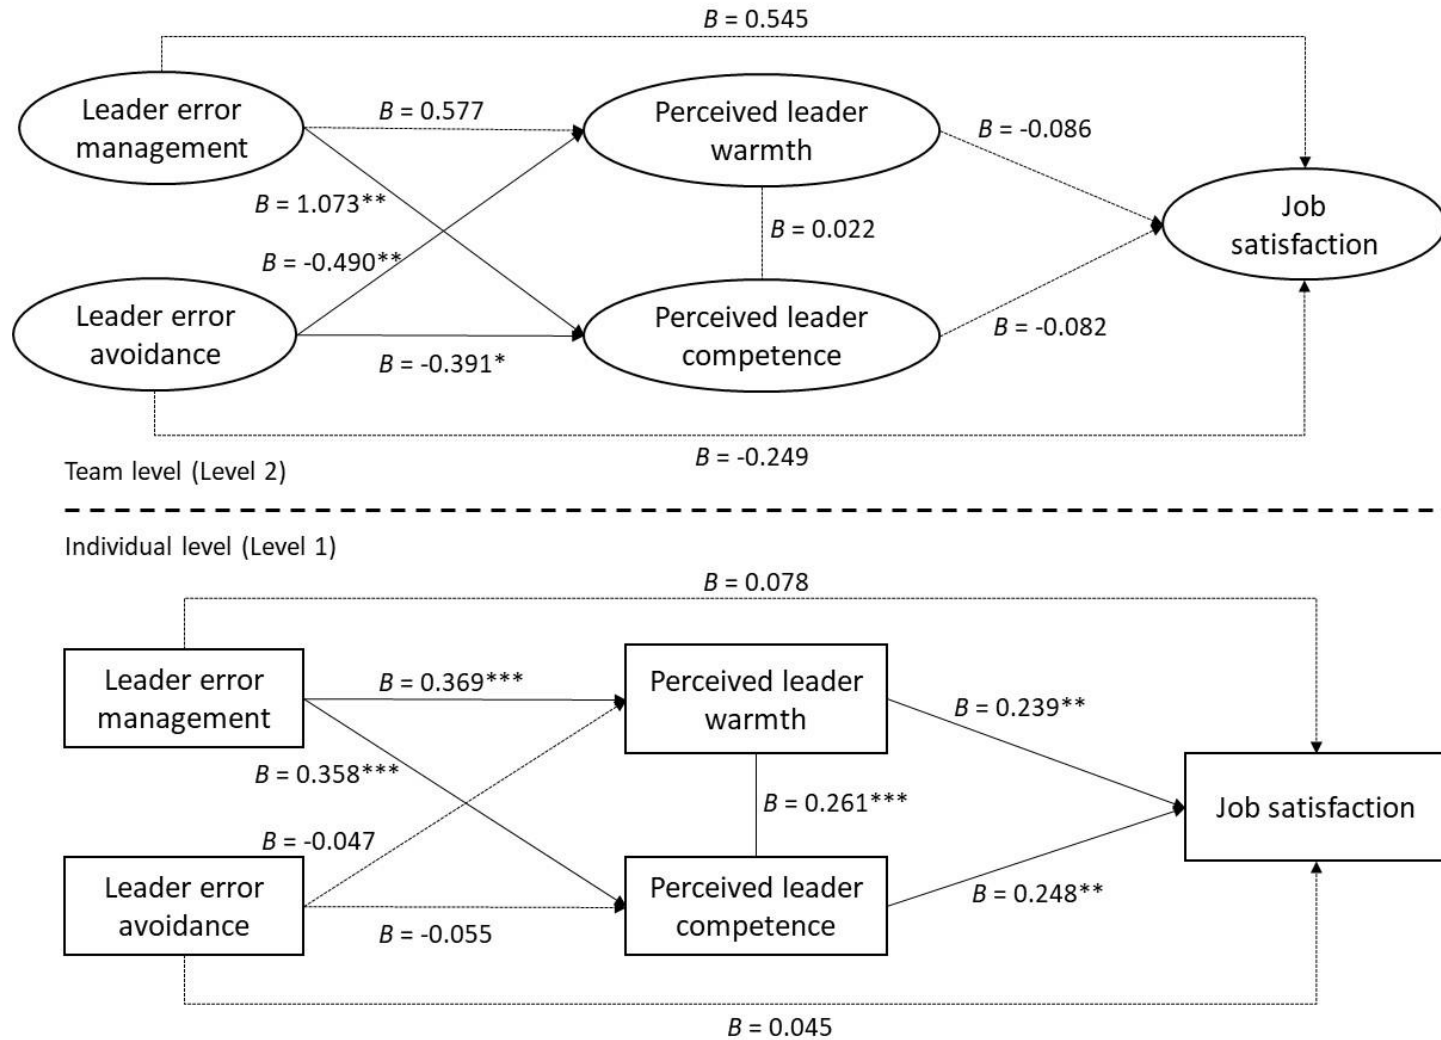 B = 0.545
Leader error
management
B = 0.577
Perceived leader
warmth
B = -0.086
B = 1.073**
Job
satisfaction
B = 0.022
B = -0.490**
Leader error
avoidance
Perceived leader
competence
B = -0.082
B = -0.391*
B = -0.249
Team level (Level 2)
Individual level (Level 1)
B = 0.078
Leader error
management
B = 0.369***
Perceived leader
warmth
B = 0.239**
B = 0.358***
B = 0.261***
Job satisfaction
B = -0.047
Leader error
avoidance
Perceived leader
competence
B = 0.248**
B = -0.055
B = 0.045